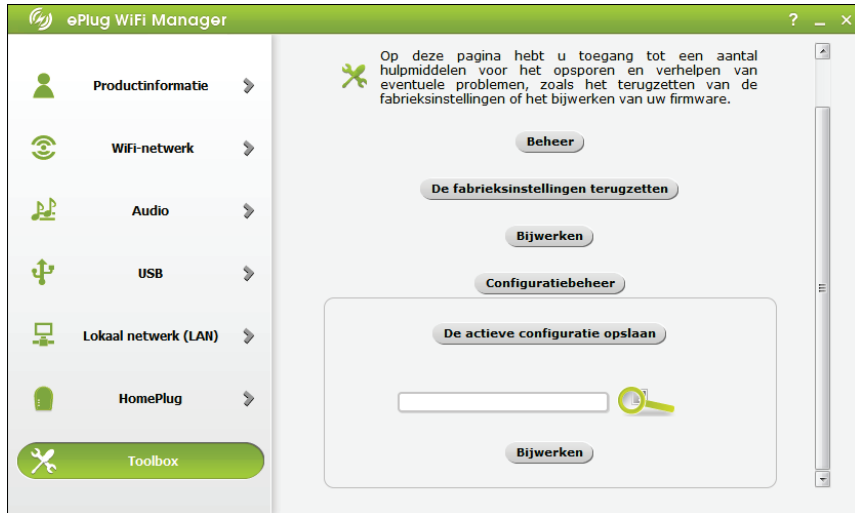 ePlug WiFi Manager
? _ ×
Productinformatie
WiFi-netwerk
Audio
USB
Lokaal netwerk (LAN)
HomePlug
Toolbox
Op deze pagina hebt u toegang tot een aantal
hulpmiddelen voor het opsporen en verhelpen van
eventuele problemen, zoals het terugzetten van de
fabrieksinstellingen of het bijwerken van uw firmware.
Beheer
De fabrieksinstellingen terugzetten
Bijwerken
Configuratiebeheer
De actieve configuratie opslaan
Bijwerken